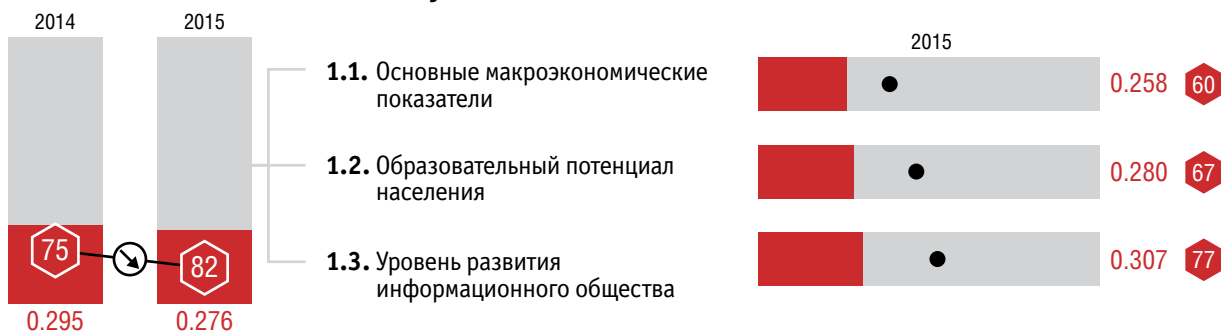 2014
2015
75
82
0.295
0.276
1.1. Основные макроэкономические
показатели
1.2. Образовательный потенциал
населения
1.3. Уровень развития
информационного общества
2015
0.258
60
0.280
67
0.307
77